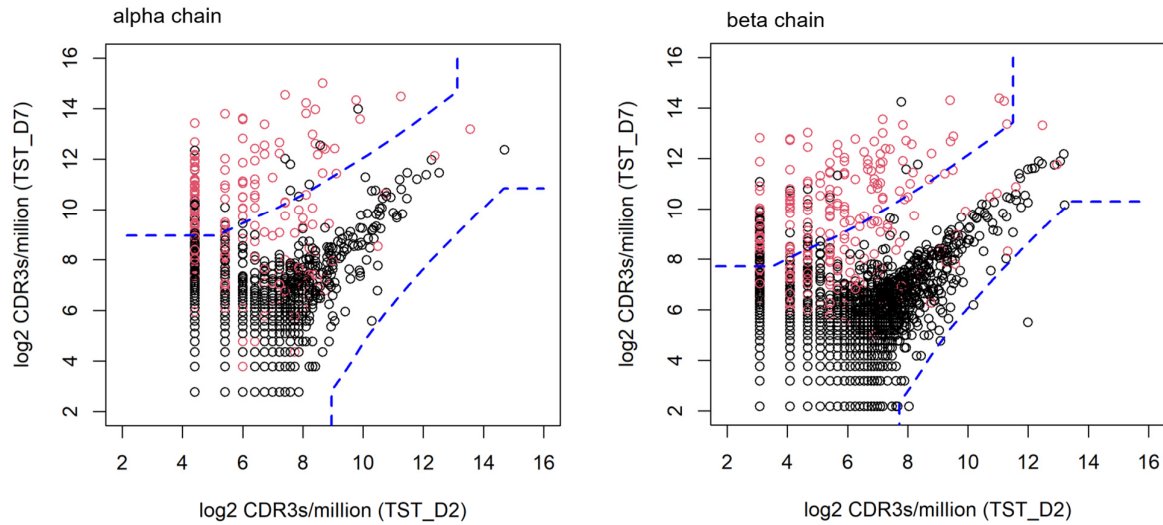 alpha chain
16
14
12
10
8
6
4
2
log2 CDR3s/million (TST_D7)
2 4 6 8 10 12 14 16
log2 CDR3s/million (TST_D2)
beta chain
16
14
12
10
8
6
4
2
log2 CDR3s/million (TST_D7)
2 4 6 8 10 12 14 16
log2 CDR3s/million (TST_D2)